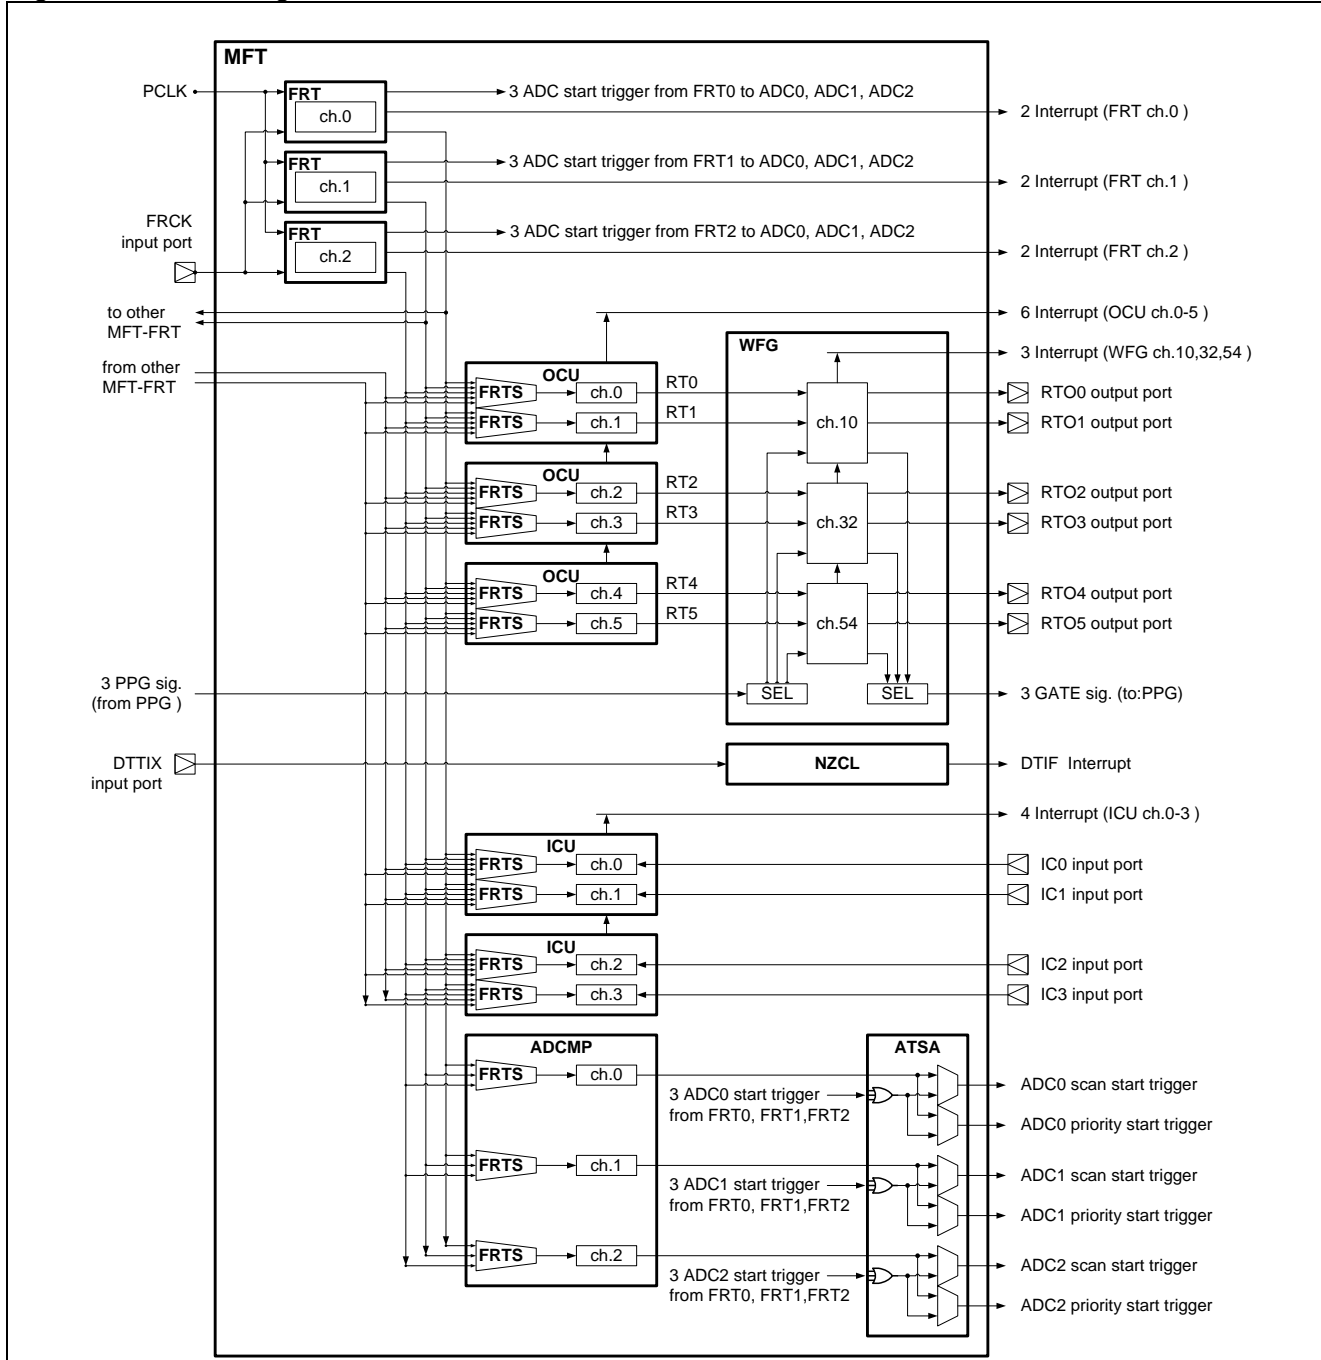 MFT
PCLK
FRT
ch.0
3 ADC start trigger from FRT0 to ADC0, ADC1, ADC2
2 Interrupt (FRT ch.0 )
FRT
ch.1
3 ADC start trigger from FRT1 to ADC0, ADC1, ADC2
2 Interrupt (FRT ch.1 )
FRCK
input port
FRT
ch.2
3 ADC start trigger from FRT2 to ADC0, ADC1, ADC2
2 Interrupt (FRT ch.2 )
to other
MFT-FRT
6 Interrupt (OCU ch.0-5 )
from other
MFT-FRT
WFG
3 Interrupt (WFG ch.10,32,54 )
OCU
FRTS
ch.0
RT0
ch.10
RTO0 output port
FRTS
ch.1
RT1
RTO1 output port
OCU
FRTS
ch.2
RT2
ch.32
RTO2 output port
FRTS
ch.3
RT3
RTO3 output port
OCU
FRTS
ch.4
RT4
ch.54
RTO4 output port
FRTS
ch.5
RT5
RTO5 output port
3 PPG sig.
(from PPG )
SEL
SEL
3 GATE sig. (to:PPG)
DTTIX
input port
NZCL
DTIF Interrupt
4 Interrupt (ICU ch.0-3 )
ICU
FRTS
ch.0
IC0 input port
FRTS
ch.1
IC1 input port
ICU
FRTS
ch.2
IC2 input port
FRTS
ch.3
IC3 input port
ADCMP
ATSA
FRTS
ch.0
3 ADC0 start trigger
from FRT0, FRT1,FRT2
ADC0 scan start trigger
ADC0 priority start trigger
FRTS
ch.1
3 ADC1 start trigger
from FRT0, FRT1,FRT2
ADC1 scan start trigger
ADC1 priority start trigger
FRTS
ch.2
3 ADC2 start trigger
from FRT0, FRT1,FRT2
ADC2 scan start trigger
ADC2 priority start trigger